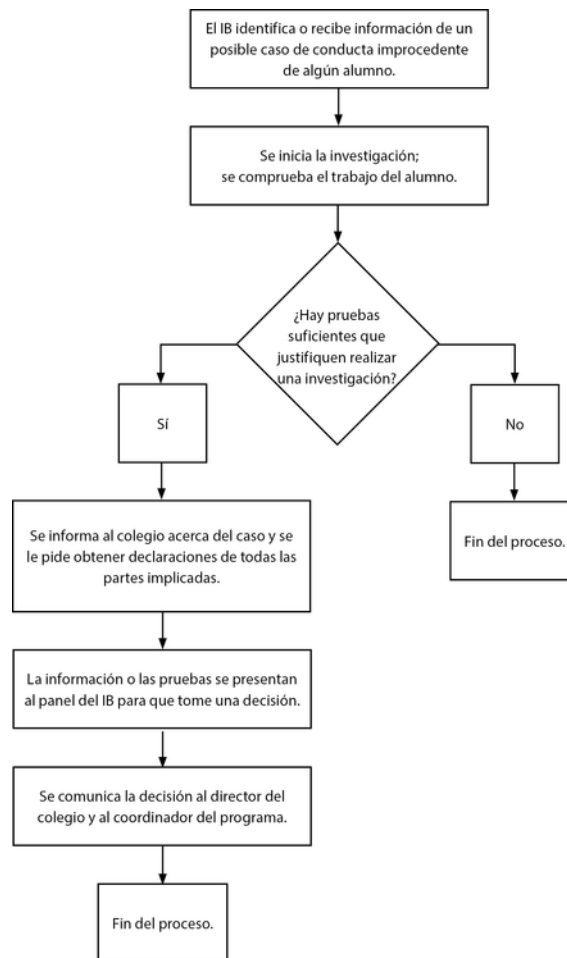 El IB identifica o recibe información de un
posible caso de conducta improcedente
de algún alumno.
Se inicia la investigación;
se comprueba el trabajo del alumno.
¿Hay pruebas
suficientes que
justifiquen realizar
una investigación?
Sí
No
Se informa al colegio acerca del caso y se
le pide obtener declaraciones de todas las
partes implicadas.
Fin del proceso.
La información o las pruebas se presentan
al panel del IB para que tome una decisión.
Se comunica la decisión al director del
colegio y al coordinador del programa.
Fin del proceso.